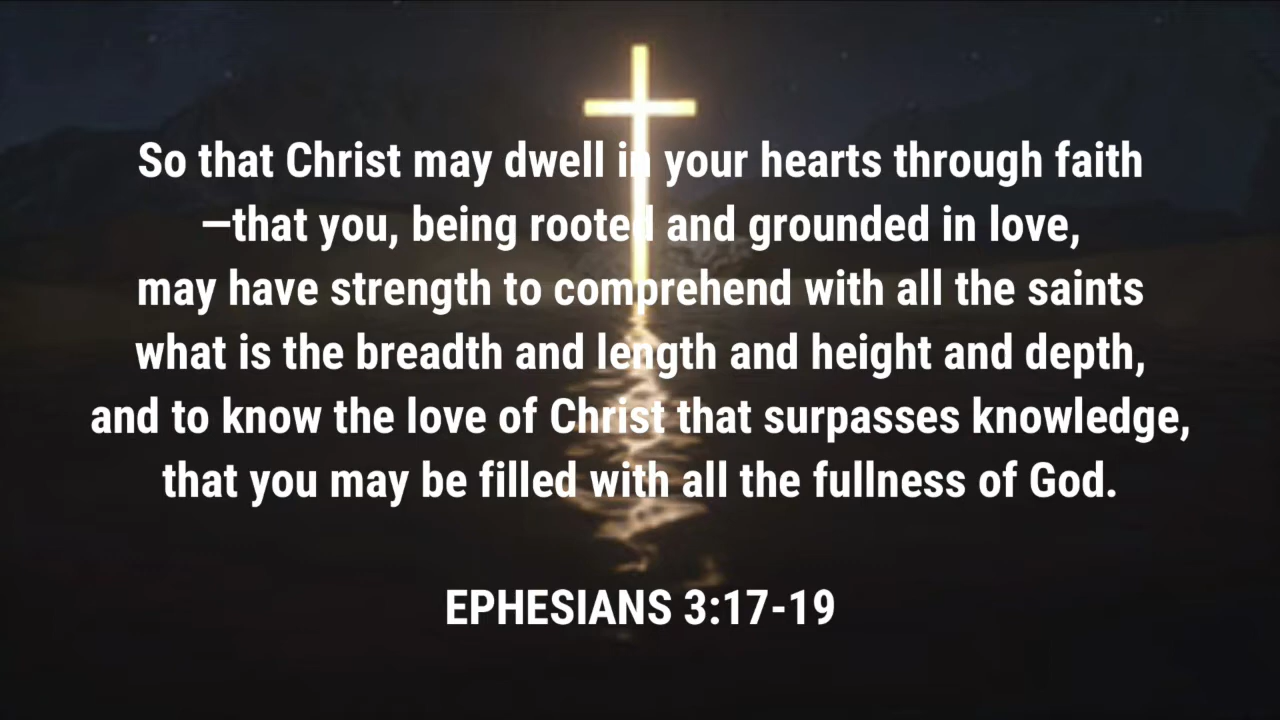 So that Christ may dwell in your hearts through faith
—that you, being rooted and grounded in love,
may have strength to comprehend with all the saints
what is the breadth and length and height and depth,
and to know the love of Christ that surpasses knowledge,
that you may be filled with all the fullness of God.
EPHESIANS 3:17-19